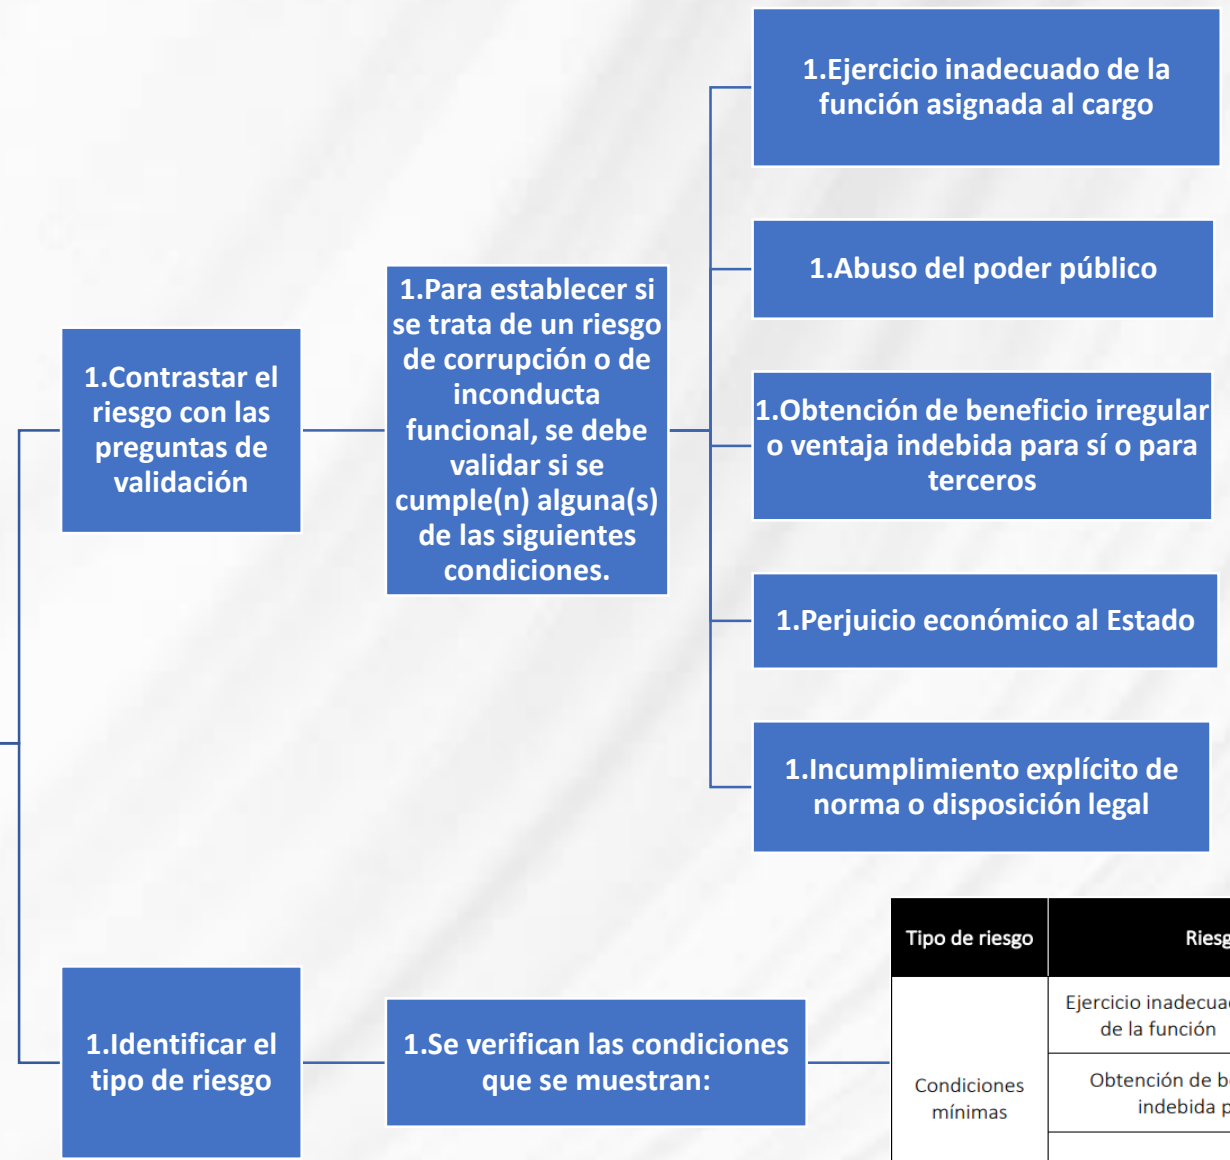 1.Contrastar el
riesgo con las
preguntas de
validación
1.Para establecer si
se trata de un riesgo
de corrupción o de
inconducta
funcional, se debe
validar si se
cumple(n) alguna(s)
de las siguientes
condiciones.
1.Ejercicio inadecuado de la
función asignada al cargo
1.Abuso del poder público
1.Obtención de beneficio irregular
o ventaja indebida para sí o para
terceros
1.Perjuicio económico al Estado
1.Incumplimiento explícito de
norma o disposición legal
1.Identificar el
tipo de riesgo
1.Se verifican las condiciones
que se muestran:
Tipo de riesgo
Condiciones
mínimas
Ejercicio
de la función
Obtención de
indebida